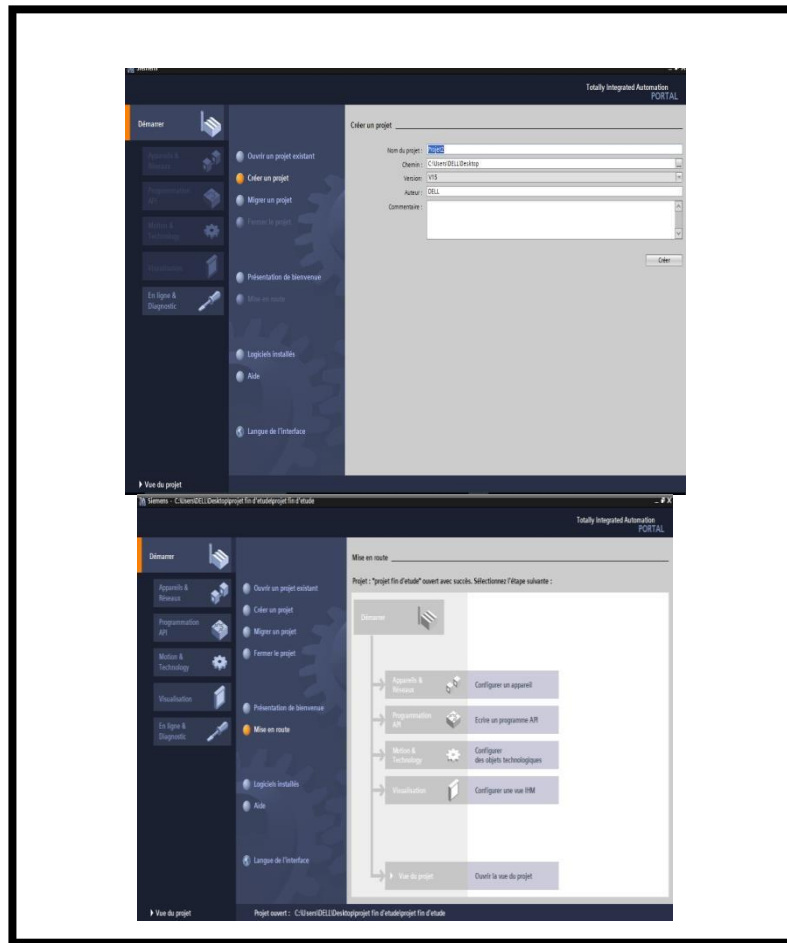 Siemens
Totally Integrated Automation
PORTAL
Démarrer
Appareils &
Réseaux
Programmation
API
Motion &
Technology
Visualisation
En ligne &
Diagnostic
Ouvrir un projet existant
Créer un projet
Migrer un projet
Fermer le projet
Présentation de bienvenue
Mise en route
Logiciels installés
Aide
Langue de l'interface
Créer un projet
Nom du projet :
Chemin : C:\Users\DELL\Desktop
Version : V15
Auteur : DELL
Commentaire :
Créer
Vue du projet
Siemens - C:\Users\DELL\Desktop\projet fin d'etude\projet fin d'etude
Totally Integrated Automation
PORTAL
Démarrer
Appareils &
Réseaux
Programmation
API
Motion &
Technology
Visualisation
En ligne &
Diagnostic
Ouvrir un projet existant
Créer un projet
Migrer un projet
Fermer le projet
Présentation de bienvenue
Mise en route
Logiciels installés
Aide
Langue de l'interface
Mise en route
Projet : "projet fin d'etude" ouvert avec succès. Sélectionnez l'étape suivante :
Démarrer
Appareils &
Réseaux
Configurer un appareil
Programmation
API
Ecrire un programme API
Motion &
Technology
Configurer
des objets technologiques
Visualisation
Configurer une vue IHM
Vue du projet
Ouvrir la vue du projet
Vue du projet
Projet ouvert : C:\Users\DELL\Desktop\projet fin d'etude\projet fin d'etude